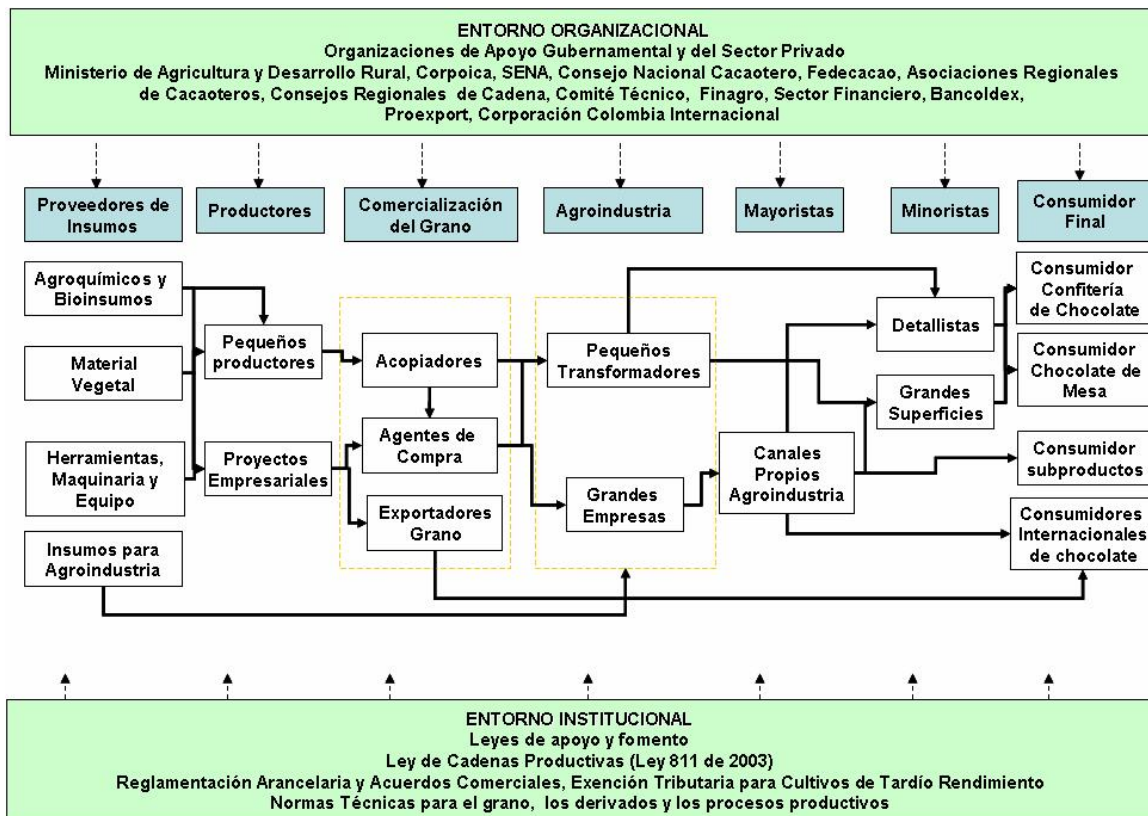 ENTORNO ORGANIZACIONAL
Organizaciones de Apoyo Gubernamental y del Sector Privado
Ministerio de Agricultura y Desarrollo Rural, Corpoica, SENA, Consejo Nacional Cacaotero, Fedecacao, Asociaciones Regionales
de Cacaoteros, Consejos Regionales de Cadena, Comité Técnico, Finagro, Sector Financiero, Bancoldex,
Proexport, Corporación Colombia Internacional
Proveedores de
Insumos
Productores
Comercialización
del Grano
Agroindustria
Mayoristas
Minoristas
Consumidor
Final
Agroquímicos y
Bioinsumos
Material
Vegetal
Herramientas,
Maquinaria y
Equipo
Insumos para
Agroindustria
Pequeños
productores
Proyectos
Empresariales
Acopiadores
Agentes de
Compra
Exportadores
Grano
Pequeños
Transformadores
Grandes
Empresas
Canales
Propios
Agroindustria
Detallistas
Grandes
Superficies
Consumidor
Confitería
de Chocolate
Consumidor
Chocolate de
Mesa
Consumidor
subproductos
Consumidores
Internacionales
de chocolate
ENTORNO INSTITUCIONAL
Leyes de apoyo y fomento
Ley de Cadenas Productivas (Ley 811 de 2003)
Reglamentación Arancelaria y Acuerdos Comerciales, Exención Tributaria para Cultivos de Tardío Rendimiento
Normas Técnicas para el grano, los derivados y los procesos productivos